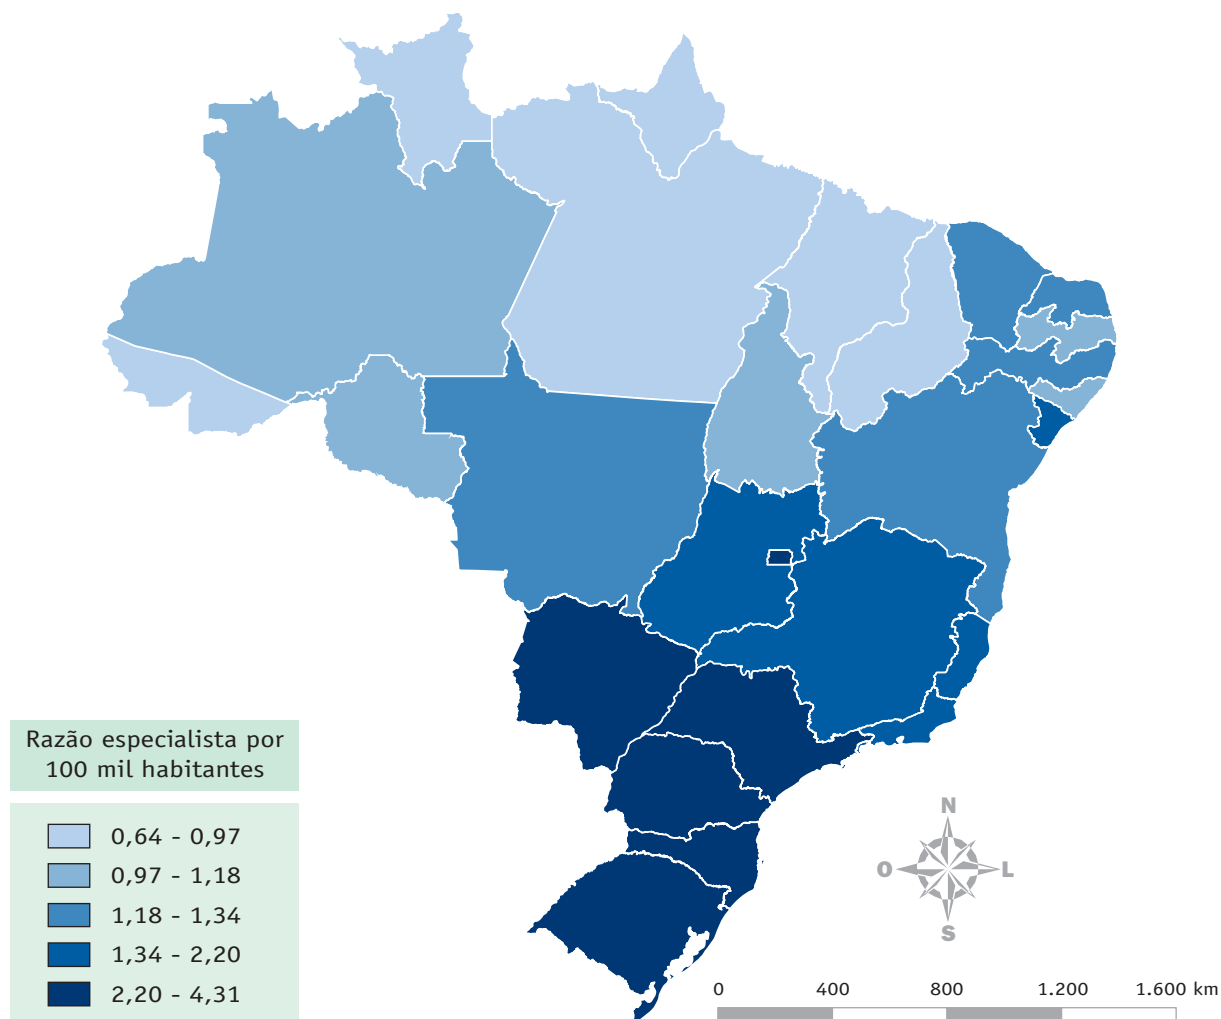 Razão especialista por
100 mil habitantes
0,64 - 0,97
0,97 - 1,18
1,18 - 1,34
1,34 - 2,20
2,20 - 4,31
N
O
L
S
0 400 800 1.200 1.600 km